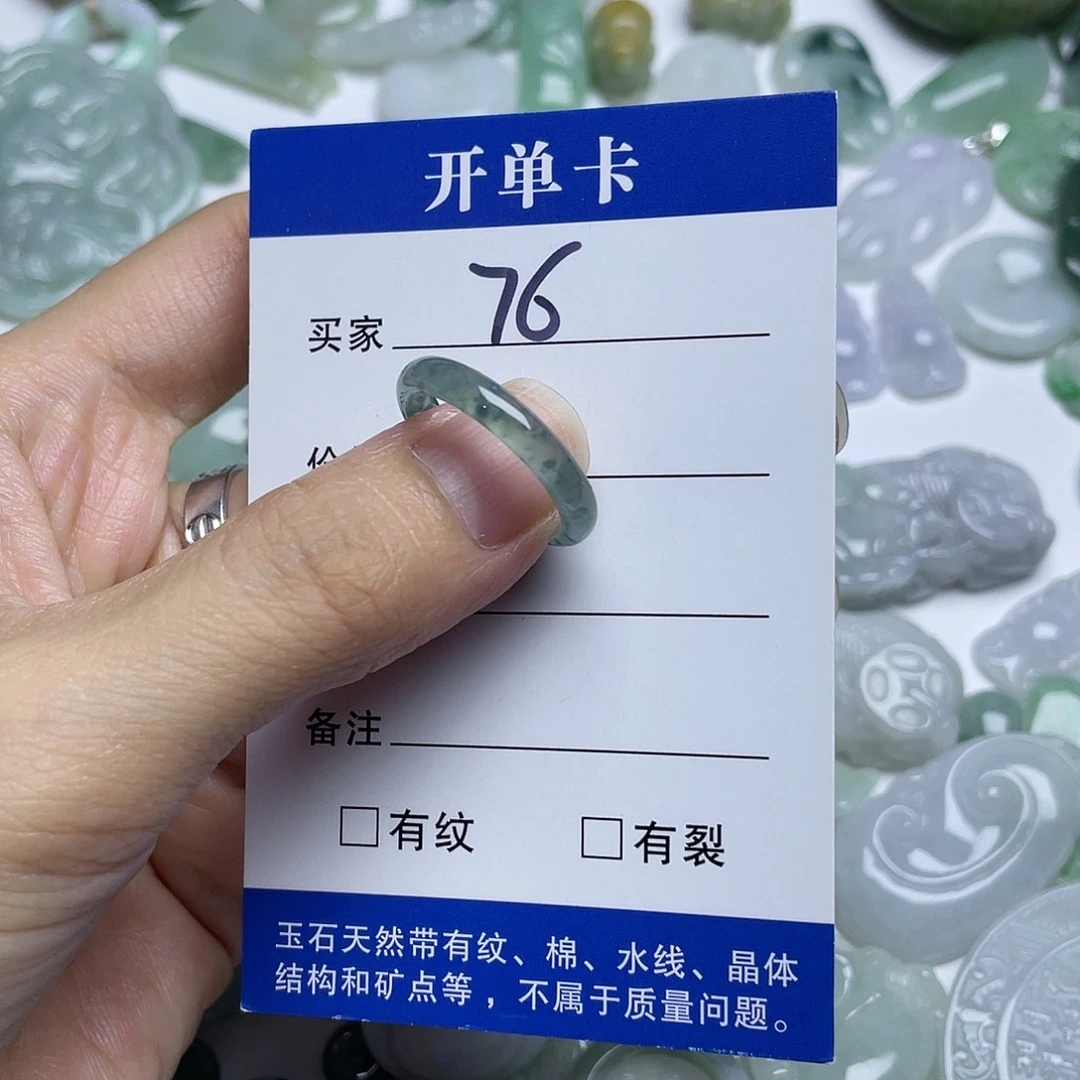 开单卡
买家 76
备注
□有纹 □有裂
玉石天然带有纹、棉、水线、晶体
结构和矿点等，不属于质量问题。